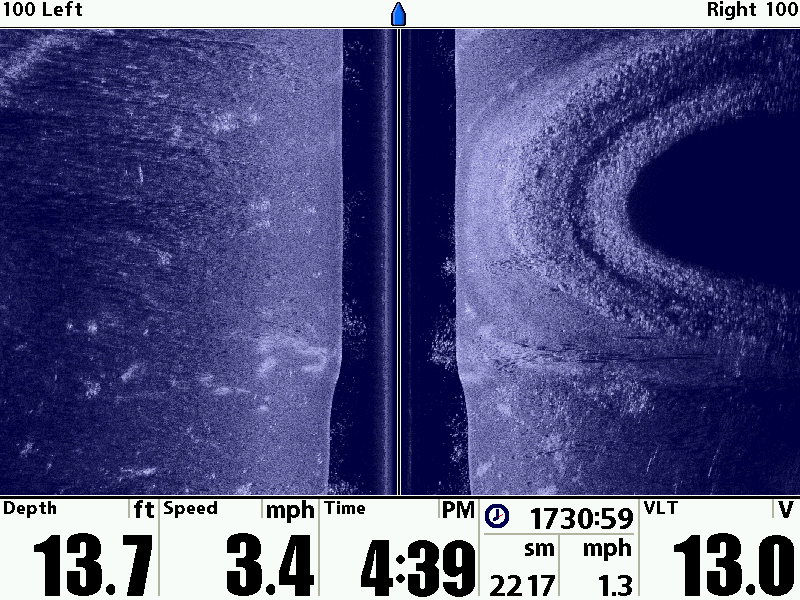 100 Left
Right 100
Depth ft
13.7
Speed mph
3.4
Time PM
4:39
1730:59
sm mph
2217 1.3
VLT V
13.0